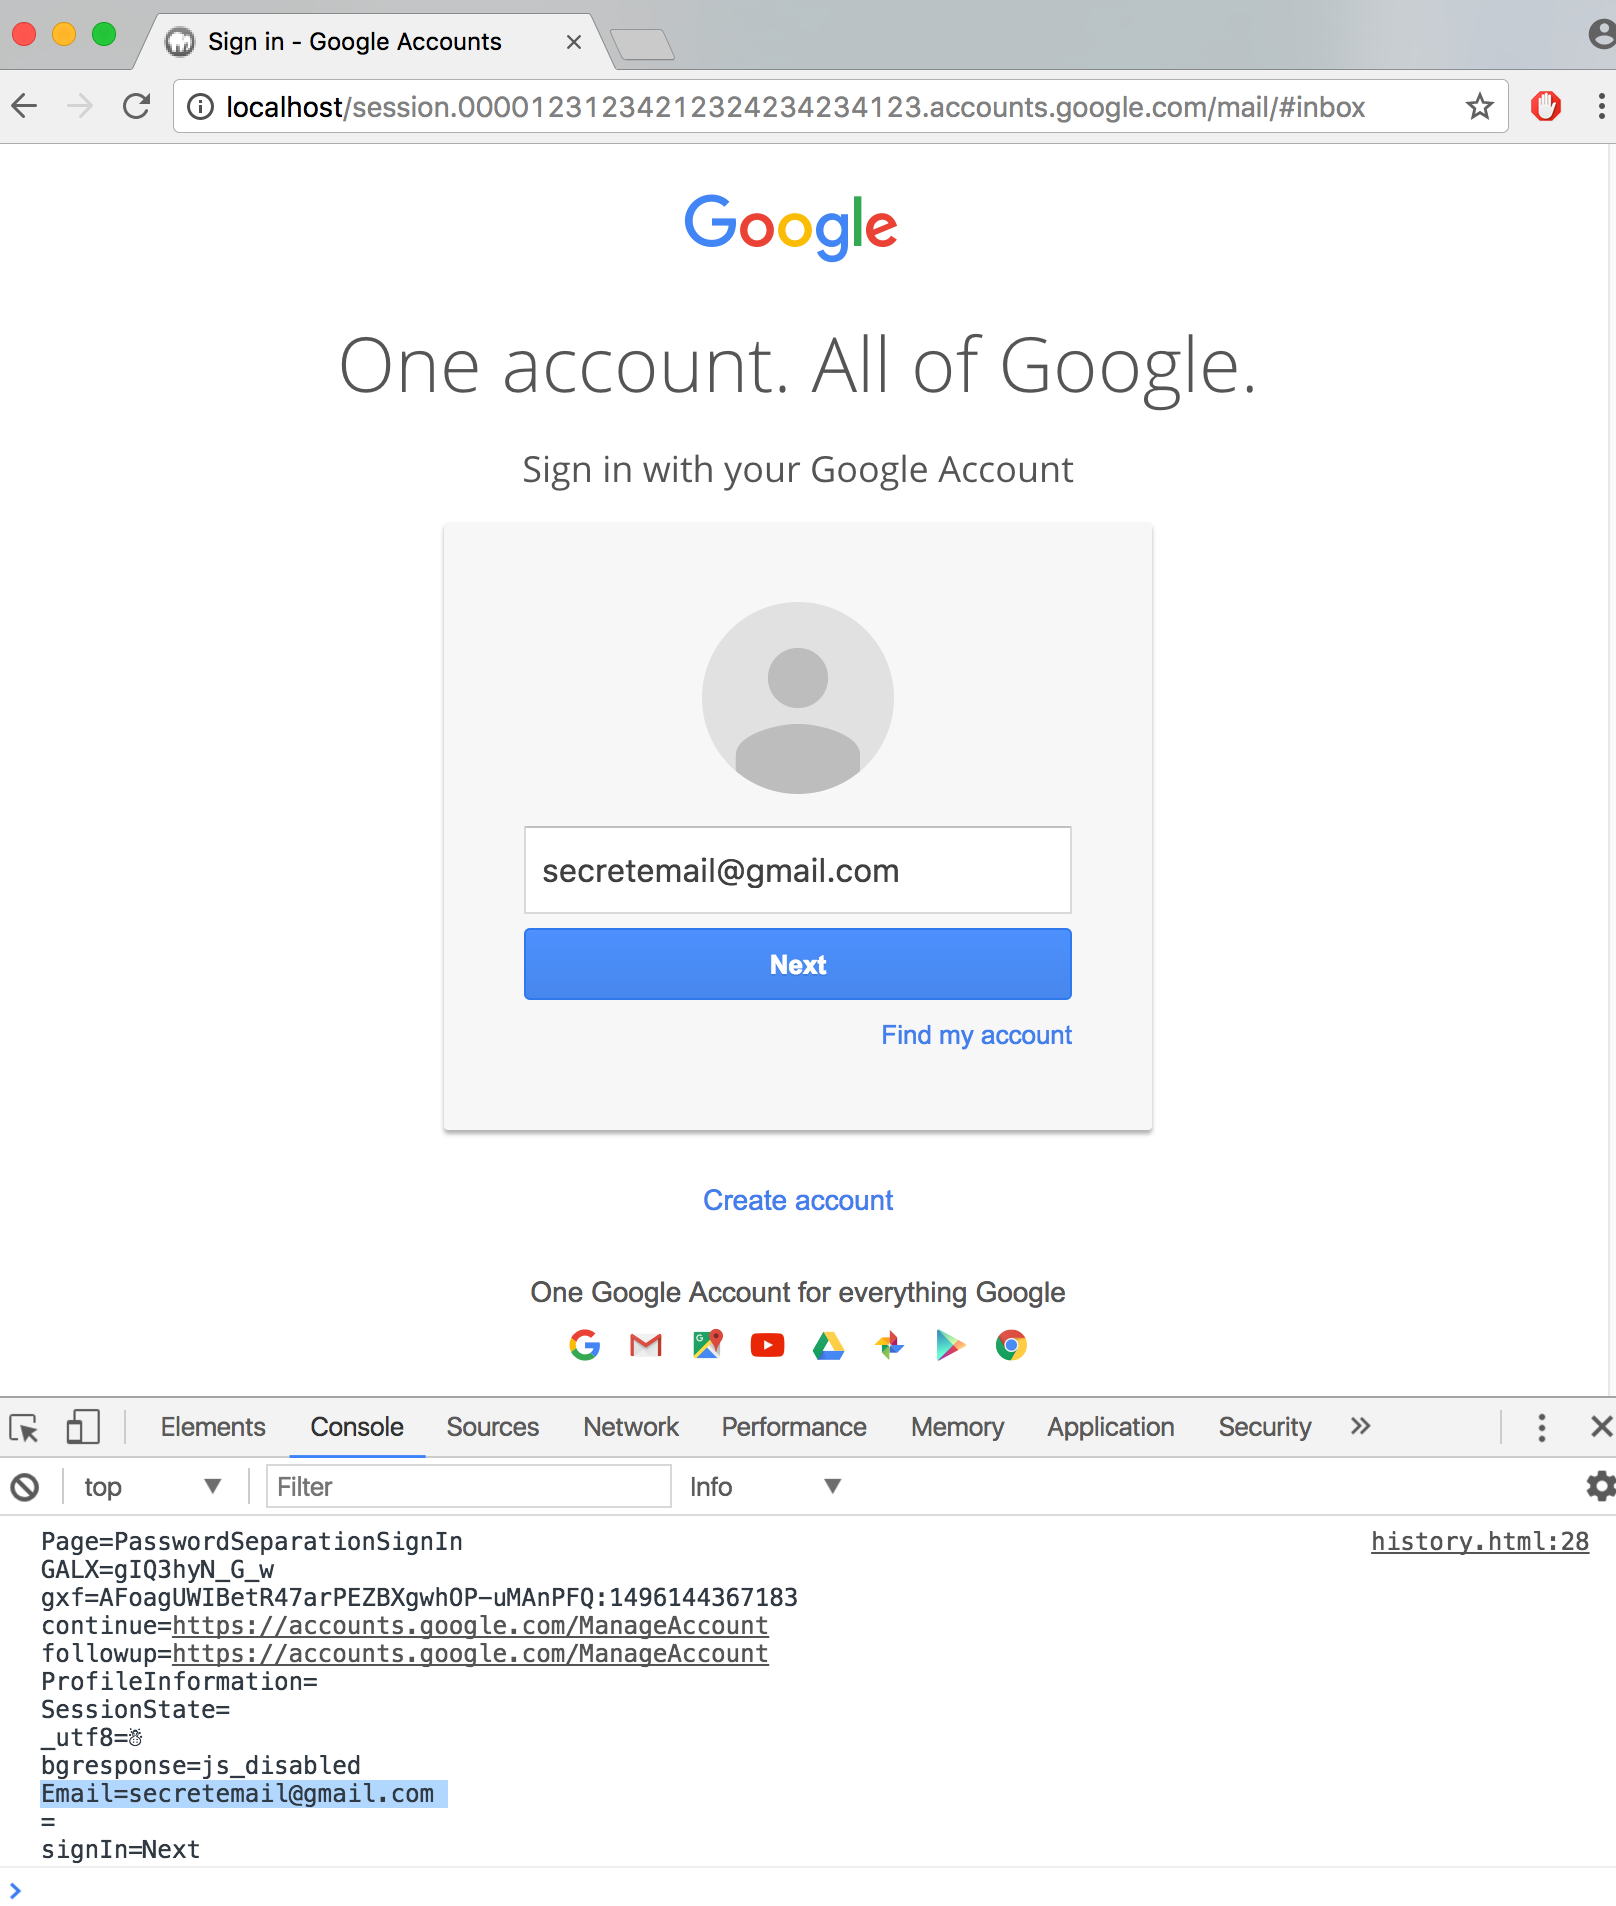 Sign in - Google Accounts
localhost/session.00001231234212324234234123.accounts.google.com/mail/#inbox
Google
One account. All of Google.
Sign in with your Google Account
secretemail@gmail.com
Next
Find my account
Create account
One Google Account for everything Google
Elements Console Sources Network Performance Memory Application Security
top Filter Info
Page=PasswordSeparationSignIn history.html:28
GALX=gIQ3hyN_G_w
gxf=AFoagUWIBetR47arPEZBXgwhOP-uMAnPFQ:1496144367183
continue=https://accounts.google.com/ManageAccount
followup=https://accounts.google.com/ManageAccount
ProfileInformation=
SessionState=
_utf8=☃
bgresponse=js_disabled
Email=secretemail@gmail.com
=
signIn=Next